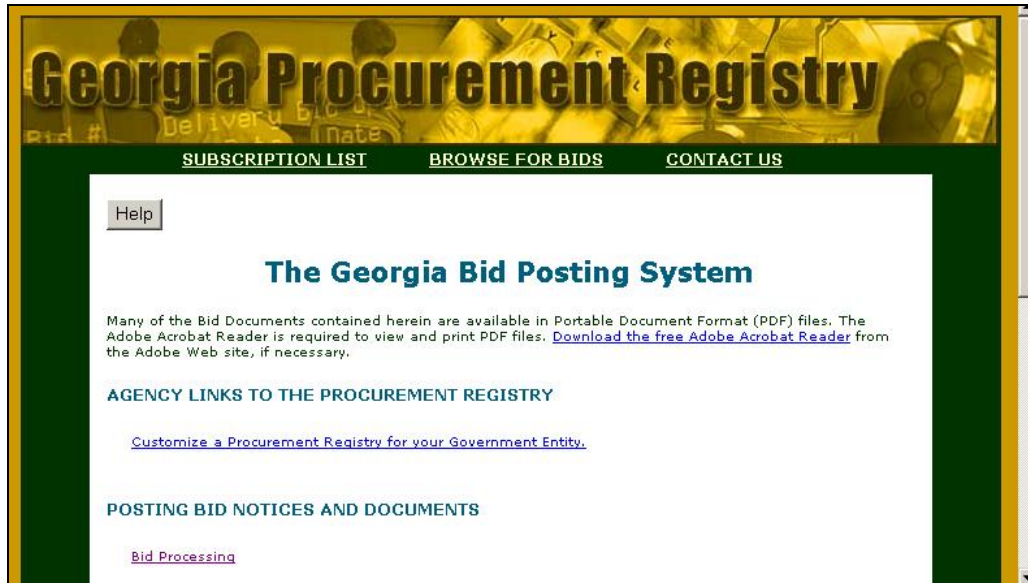 Georgia Procurement Registry
Bid #
Delivery
Date
SUBSCRIPTION LIST BROWSE FOR BIDS CONTACT US
Help
The Georgia Bid Posting System
Many of the Bid Documents contained herein are available in Portable Document Format (PDF) files. The
Adobe Acrobat Reader is required to view and print PDF files. Download the free Adobe Acrobat Reader from
the Adobe Web site, if necessary.
AGENCY LINKS TO THE PROCUREMENT REGISTRY
Customize a Procurement Registry for your Government Entity.
POSTING BID NOTICES AND DOCUMENTS
Bid Processing